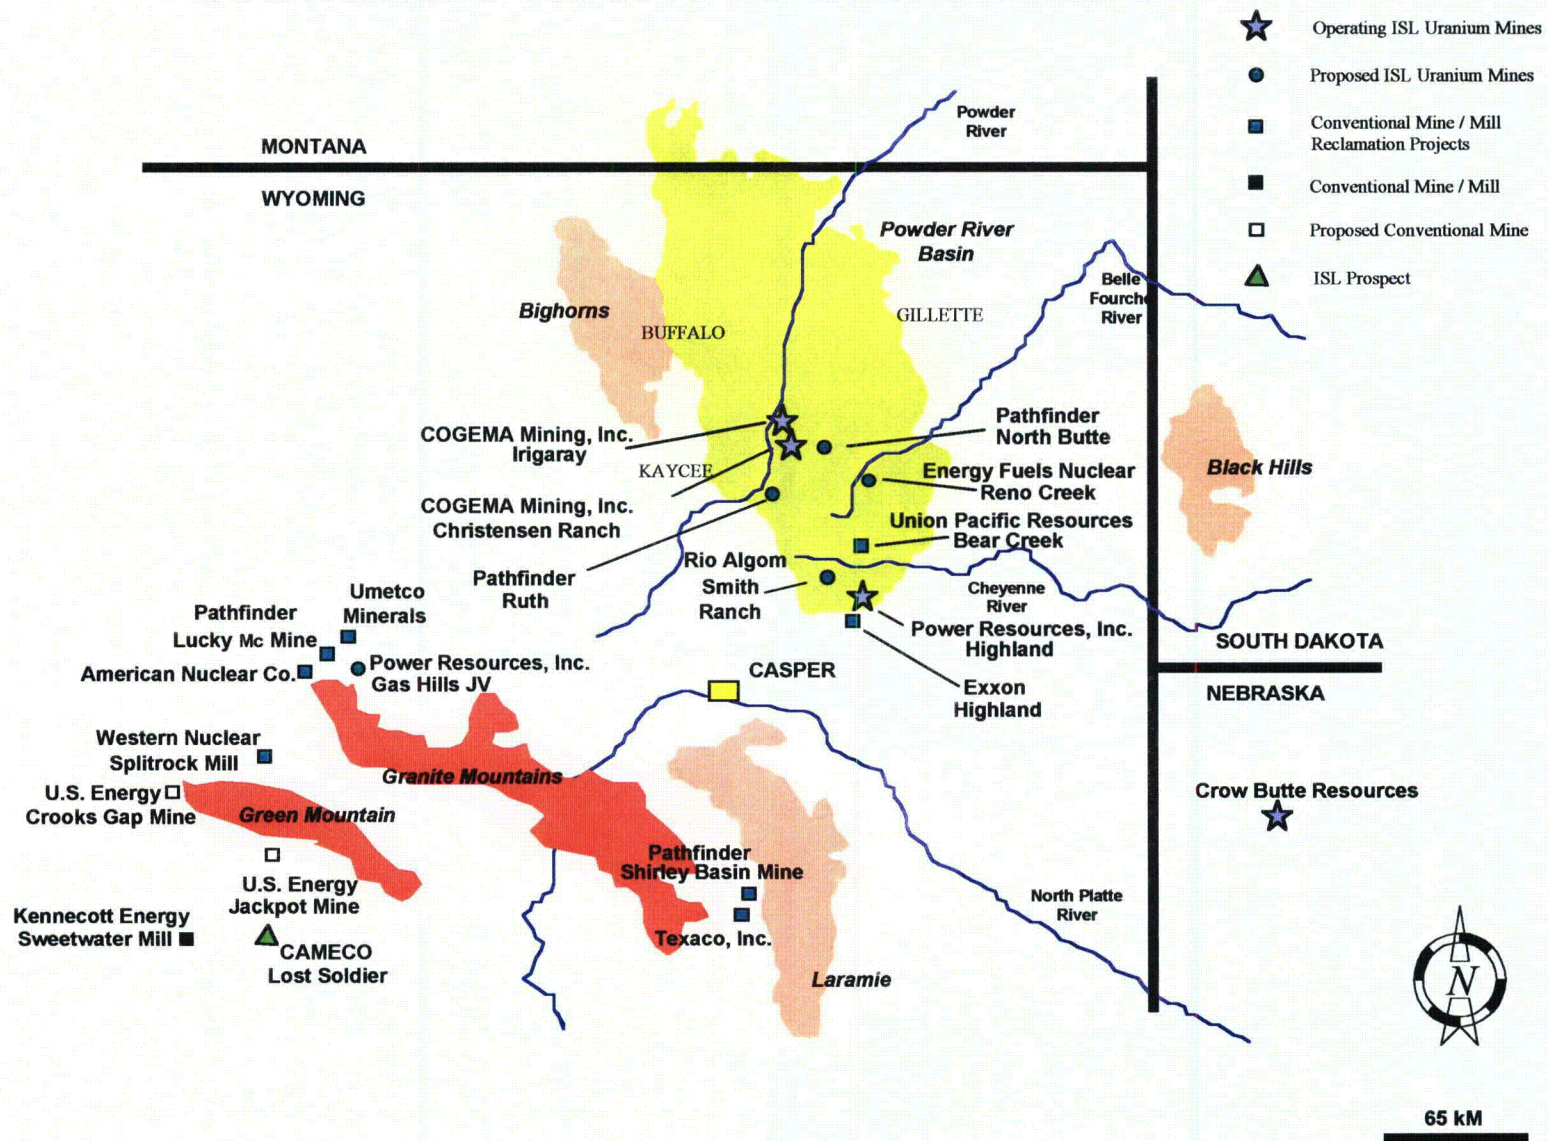 Operating ISL Uranium Mines
Proposed ISL Uranium Mines
Conventional Mine / Mill
Reclamation Projects
Conventional Mine / Mill
Proposed Conventional Mine
ISL Prospect
Powder
River
MONTANA
WYOMING
Powder River
Basin
Belle
Fourche
River
Bighorns
BUFFALO
GILLETTE
COGEMA Mining, Inc.
Irigaray
Pathfinder
North Butte
KAYCEE
Energy Fuels Nuclear
Reno Creek
Black Hills
COGEMA Mining, Inc.
Christensen Ranch
Union Pacific Resources
Bear Creek
Pathfinder
Ruth
Rio Algom
Smith
Ranch
Cheyenne
River
Umetco
Minerals
Pathfinder
Lucky Mc Mine
American Nuclear Co.
Power Resources, Inc.
Gas Hills JV
Power Resources, Inc.
Highland
SOUTH DAKOTA
NEBRASKA
CASPER
Exxon
Highland
Western Nuclear
Splitrock Mill
Granite Mountains
U.S. Energy
Crooks Gap Mine
Green Mountain
Crow Butte Resources
Pathfinder
Shirley Basin Mine
U.S. Energy
Jackpot Mine
Kennecott Energy
Sweetwater Mill
CAMECO
Lost Soldier
Texaco, Inc.
Laramie
North Platte
River
N
65 kM